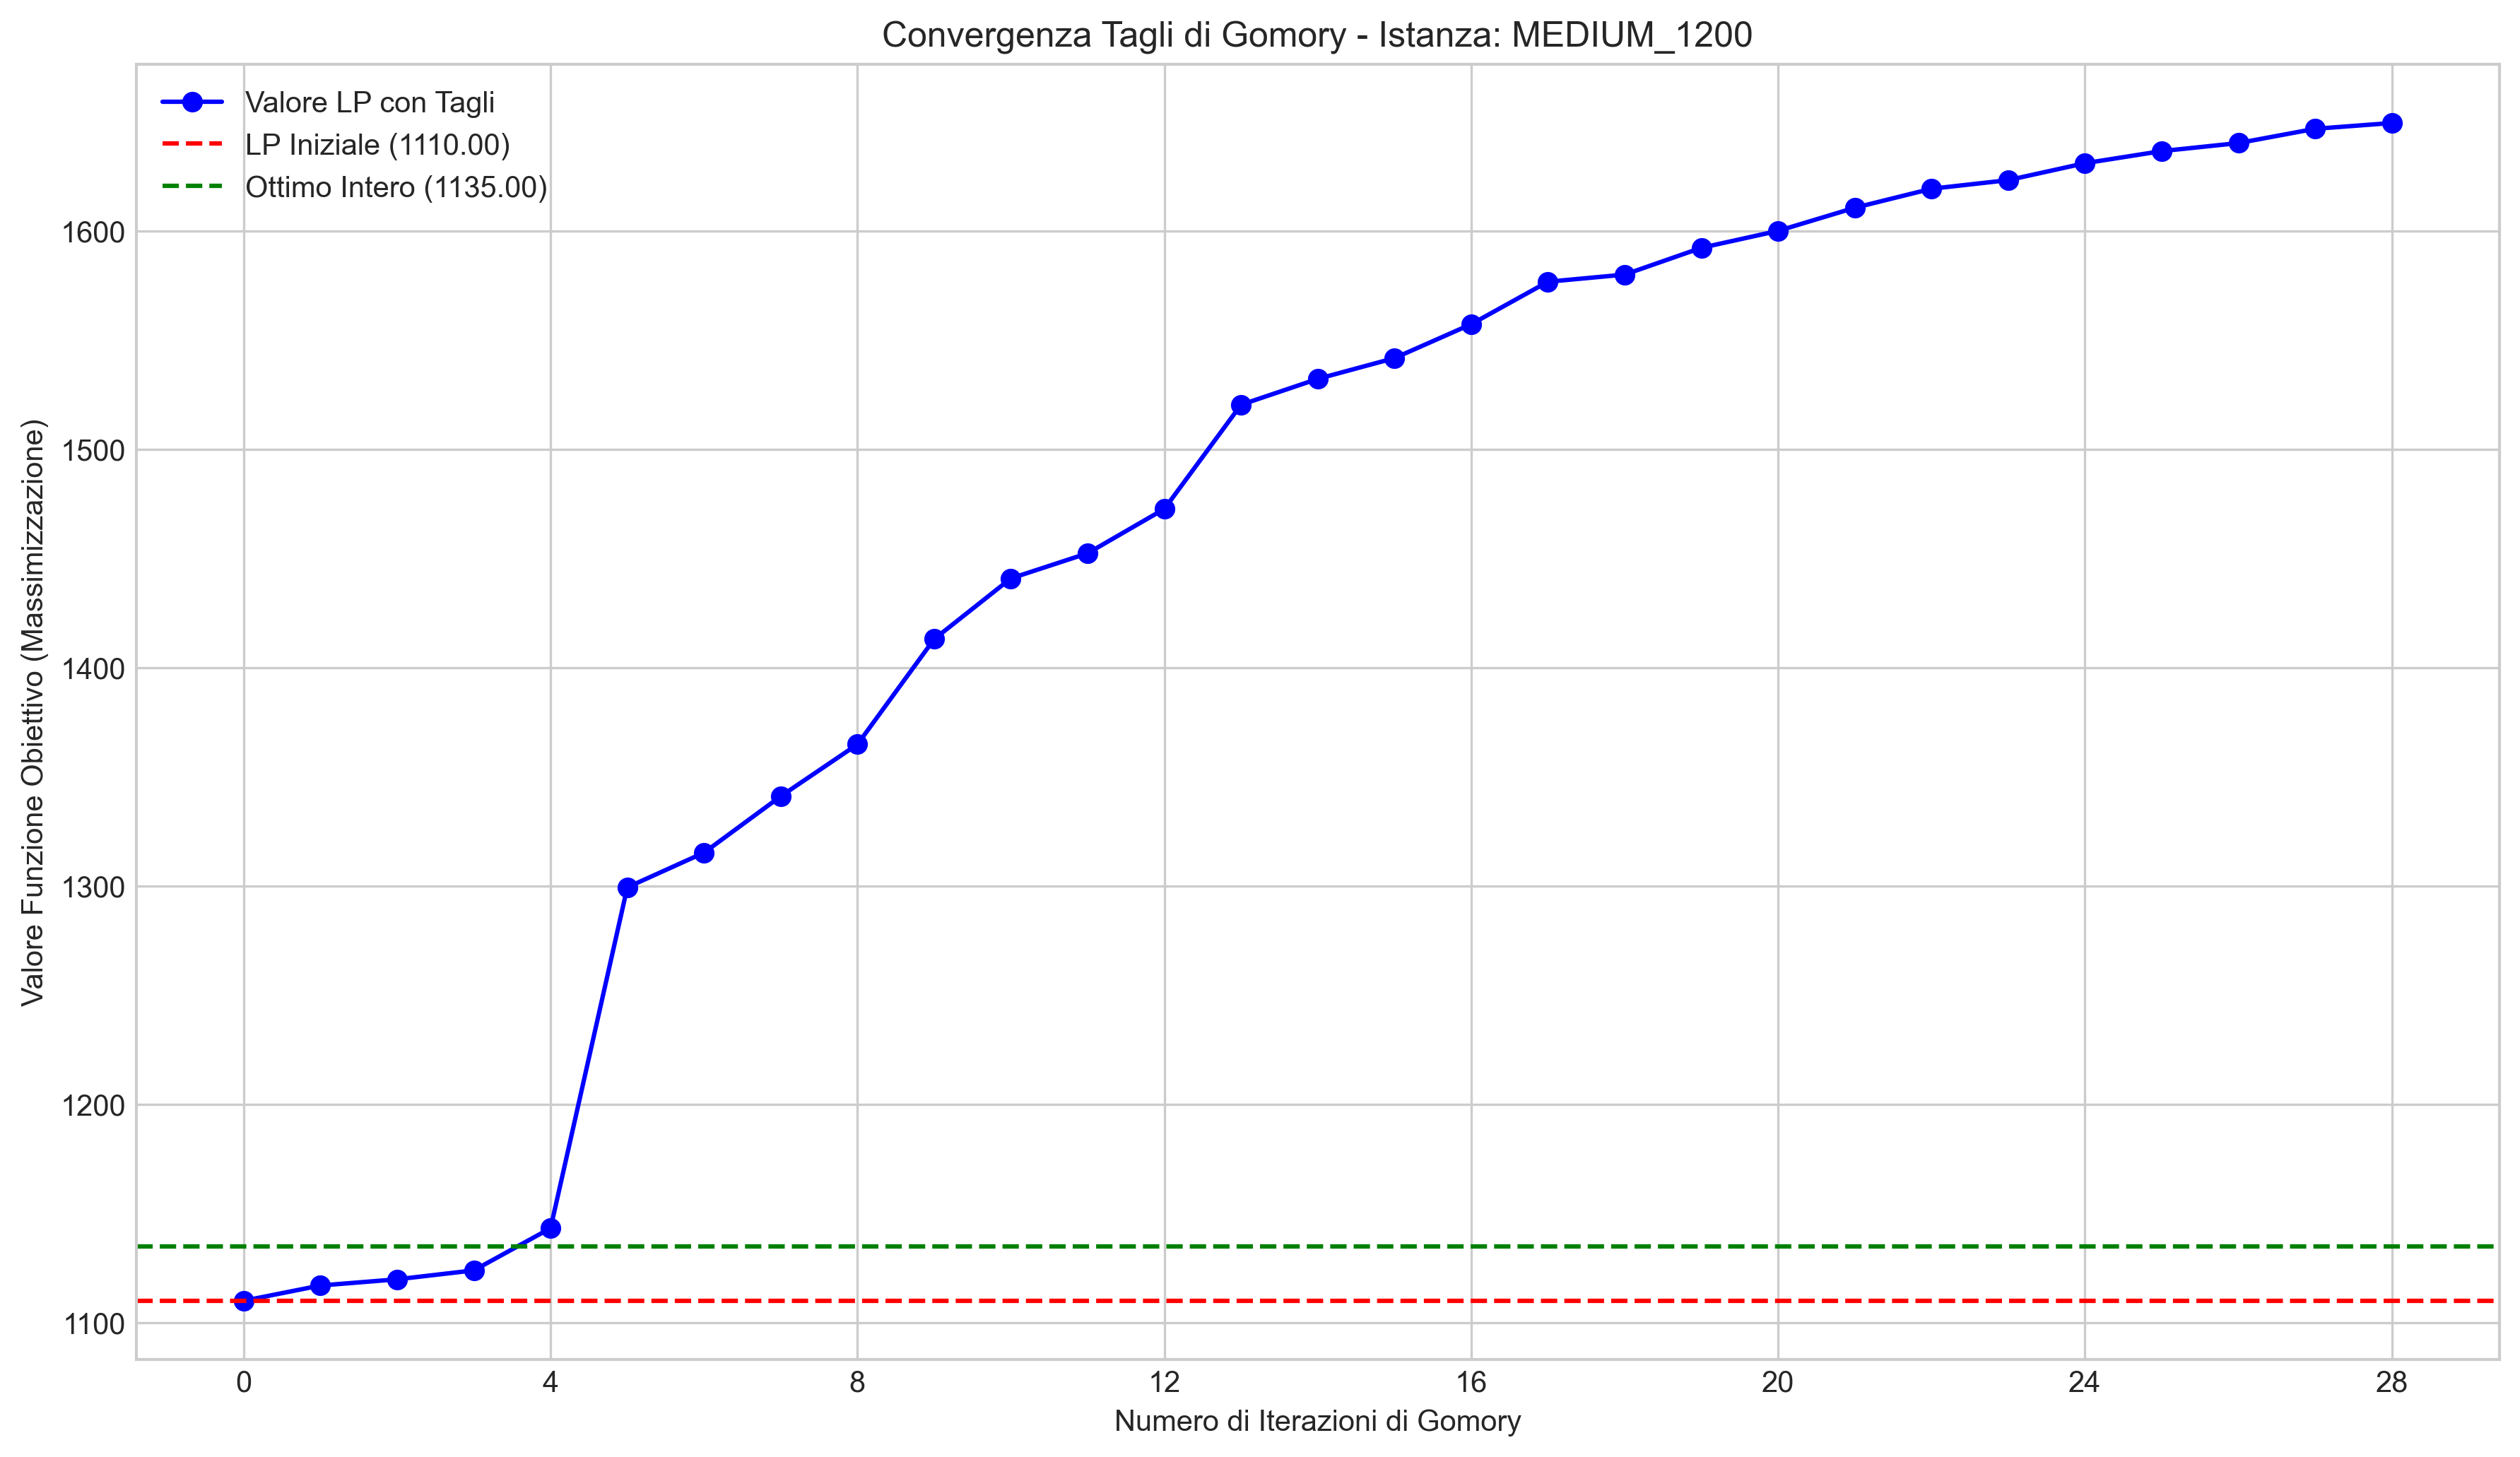 Convergenza Tagli di Gomory - Istanza: MEDIUM_1200
Valore LP con Tagli
LP Iniziale (1110.00)
Ottimo Intero (1135.00)
Valore Funzione Obiettivo (Massimizzazione)
1600
1500
1400
1300
1200
1100
0 4 8 12 16 20 24 28
Numero di Iterazioni di Gomory